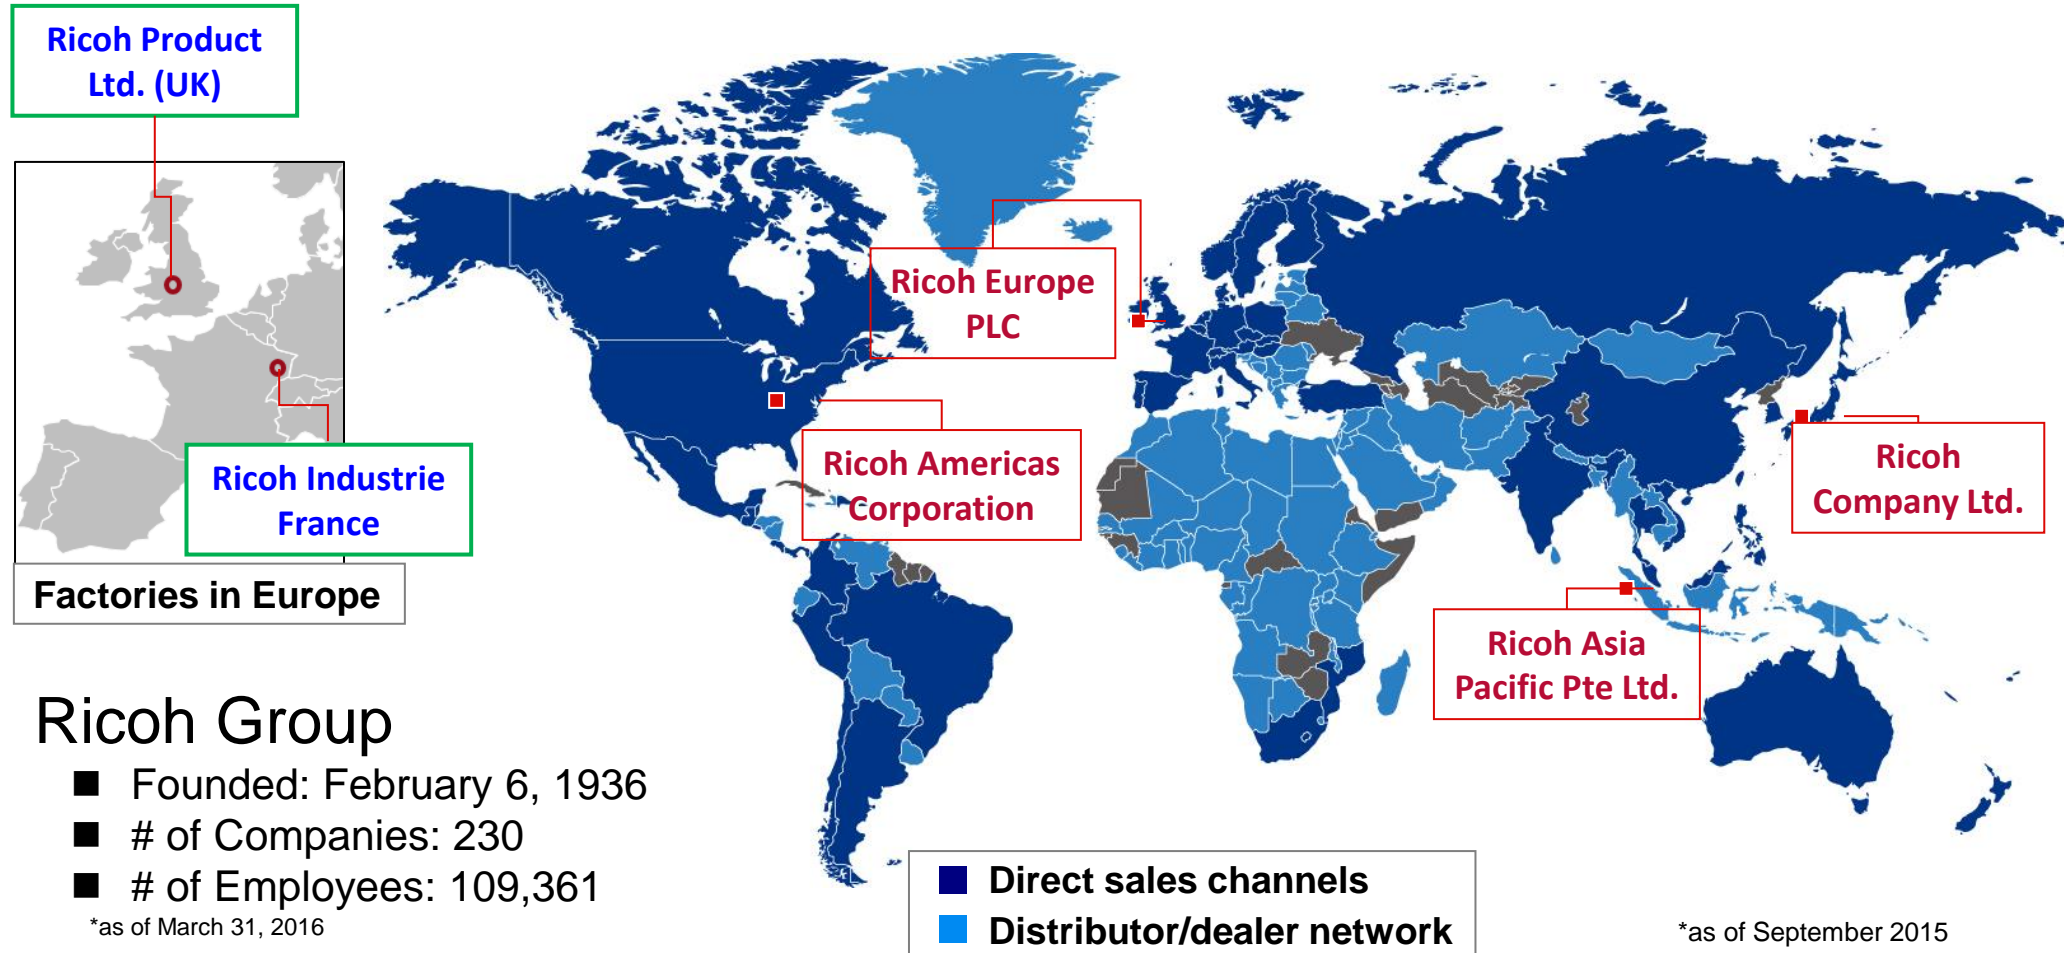 Ricoh Product
Ltd. (UK)
Ricoh Industrie
France
Factories in Europe
Ricoh Europe
PLC
Ricoh Americas
Corporation
Ricoh
Company Ltd.
Ricoh Asia
Pacific Pte Ltd.
Ricoh Group
■ Founded: February 6, 1936
■ # of Companies: 230
■ # of Employees: 109,361
*as of March 31, 2016
Direct sales channels
Distributor/dealer network
*as of September 2015